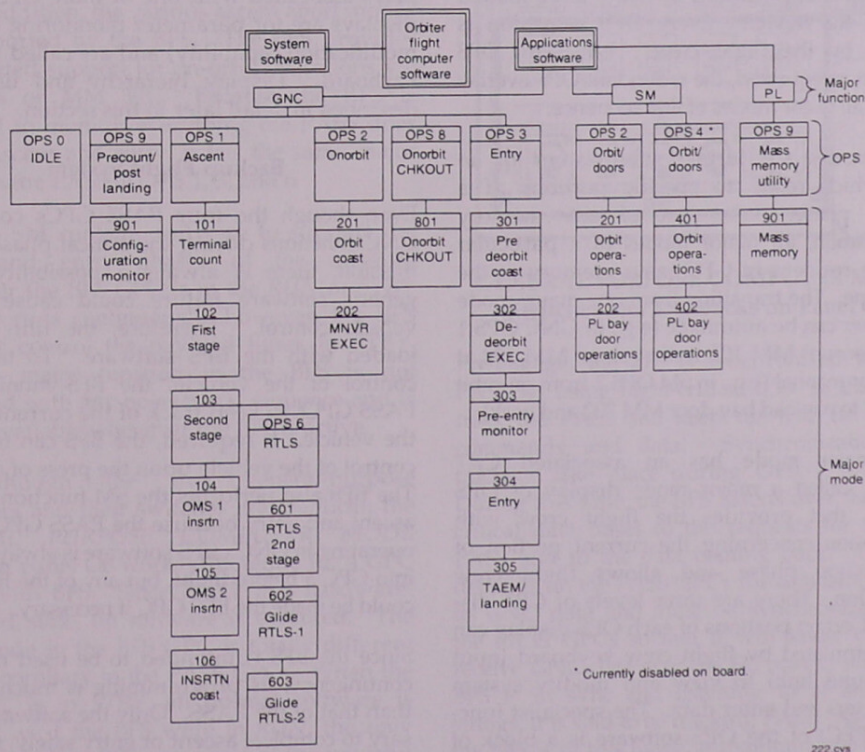 Orbiter
flight
computer
software
System
software
Applications
software
GNC
SM
PL
Major
function
OPS 0
IDLE
OPS 9
Precount/
post
landing
901
Config-
uration
monitor
OPS 1
Ascent
101
Terminal
count
102
First
stage
103
Second
stage
104
OMS 1
insrtn
105
OMS 2
insrtn
106
INSRTN
coast
OPS 6
RTLS
601
RTLS
2nd
stage
602
Glide
RTLS-1
603
Glide
RTLS-2
OPS 2
Onorbit
201
Orbit
coast
202
MNVR
EXEC
OPS 8
Onorbit
CHKOUT
801
Onorbit
CHKOUT
OPS 3
Entry
301
Pre
deorbit
coast
302
De-
deorbit
EXEC
303
Pre-entry
monitor
304
Entry
305
TAEM/
landing
OPS 2
Orbit/
doors
201
Orbit
opera-
tions
202
PL bay
door
operations
OPS 4 *
Orbit/
doors
401
Orbit
opera-
tions
402
PL bay
door
operations
OPS 9
Mass
memory
utility
901
Mass
memory
OPS
Major
mode
* Currently disabled on board.